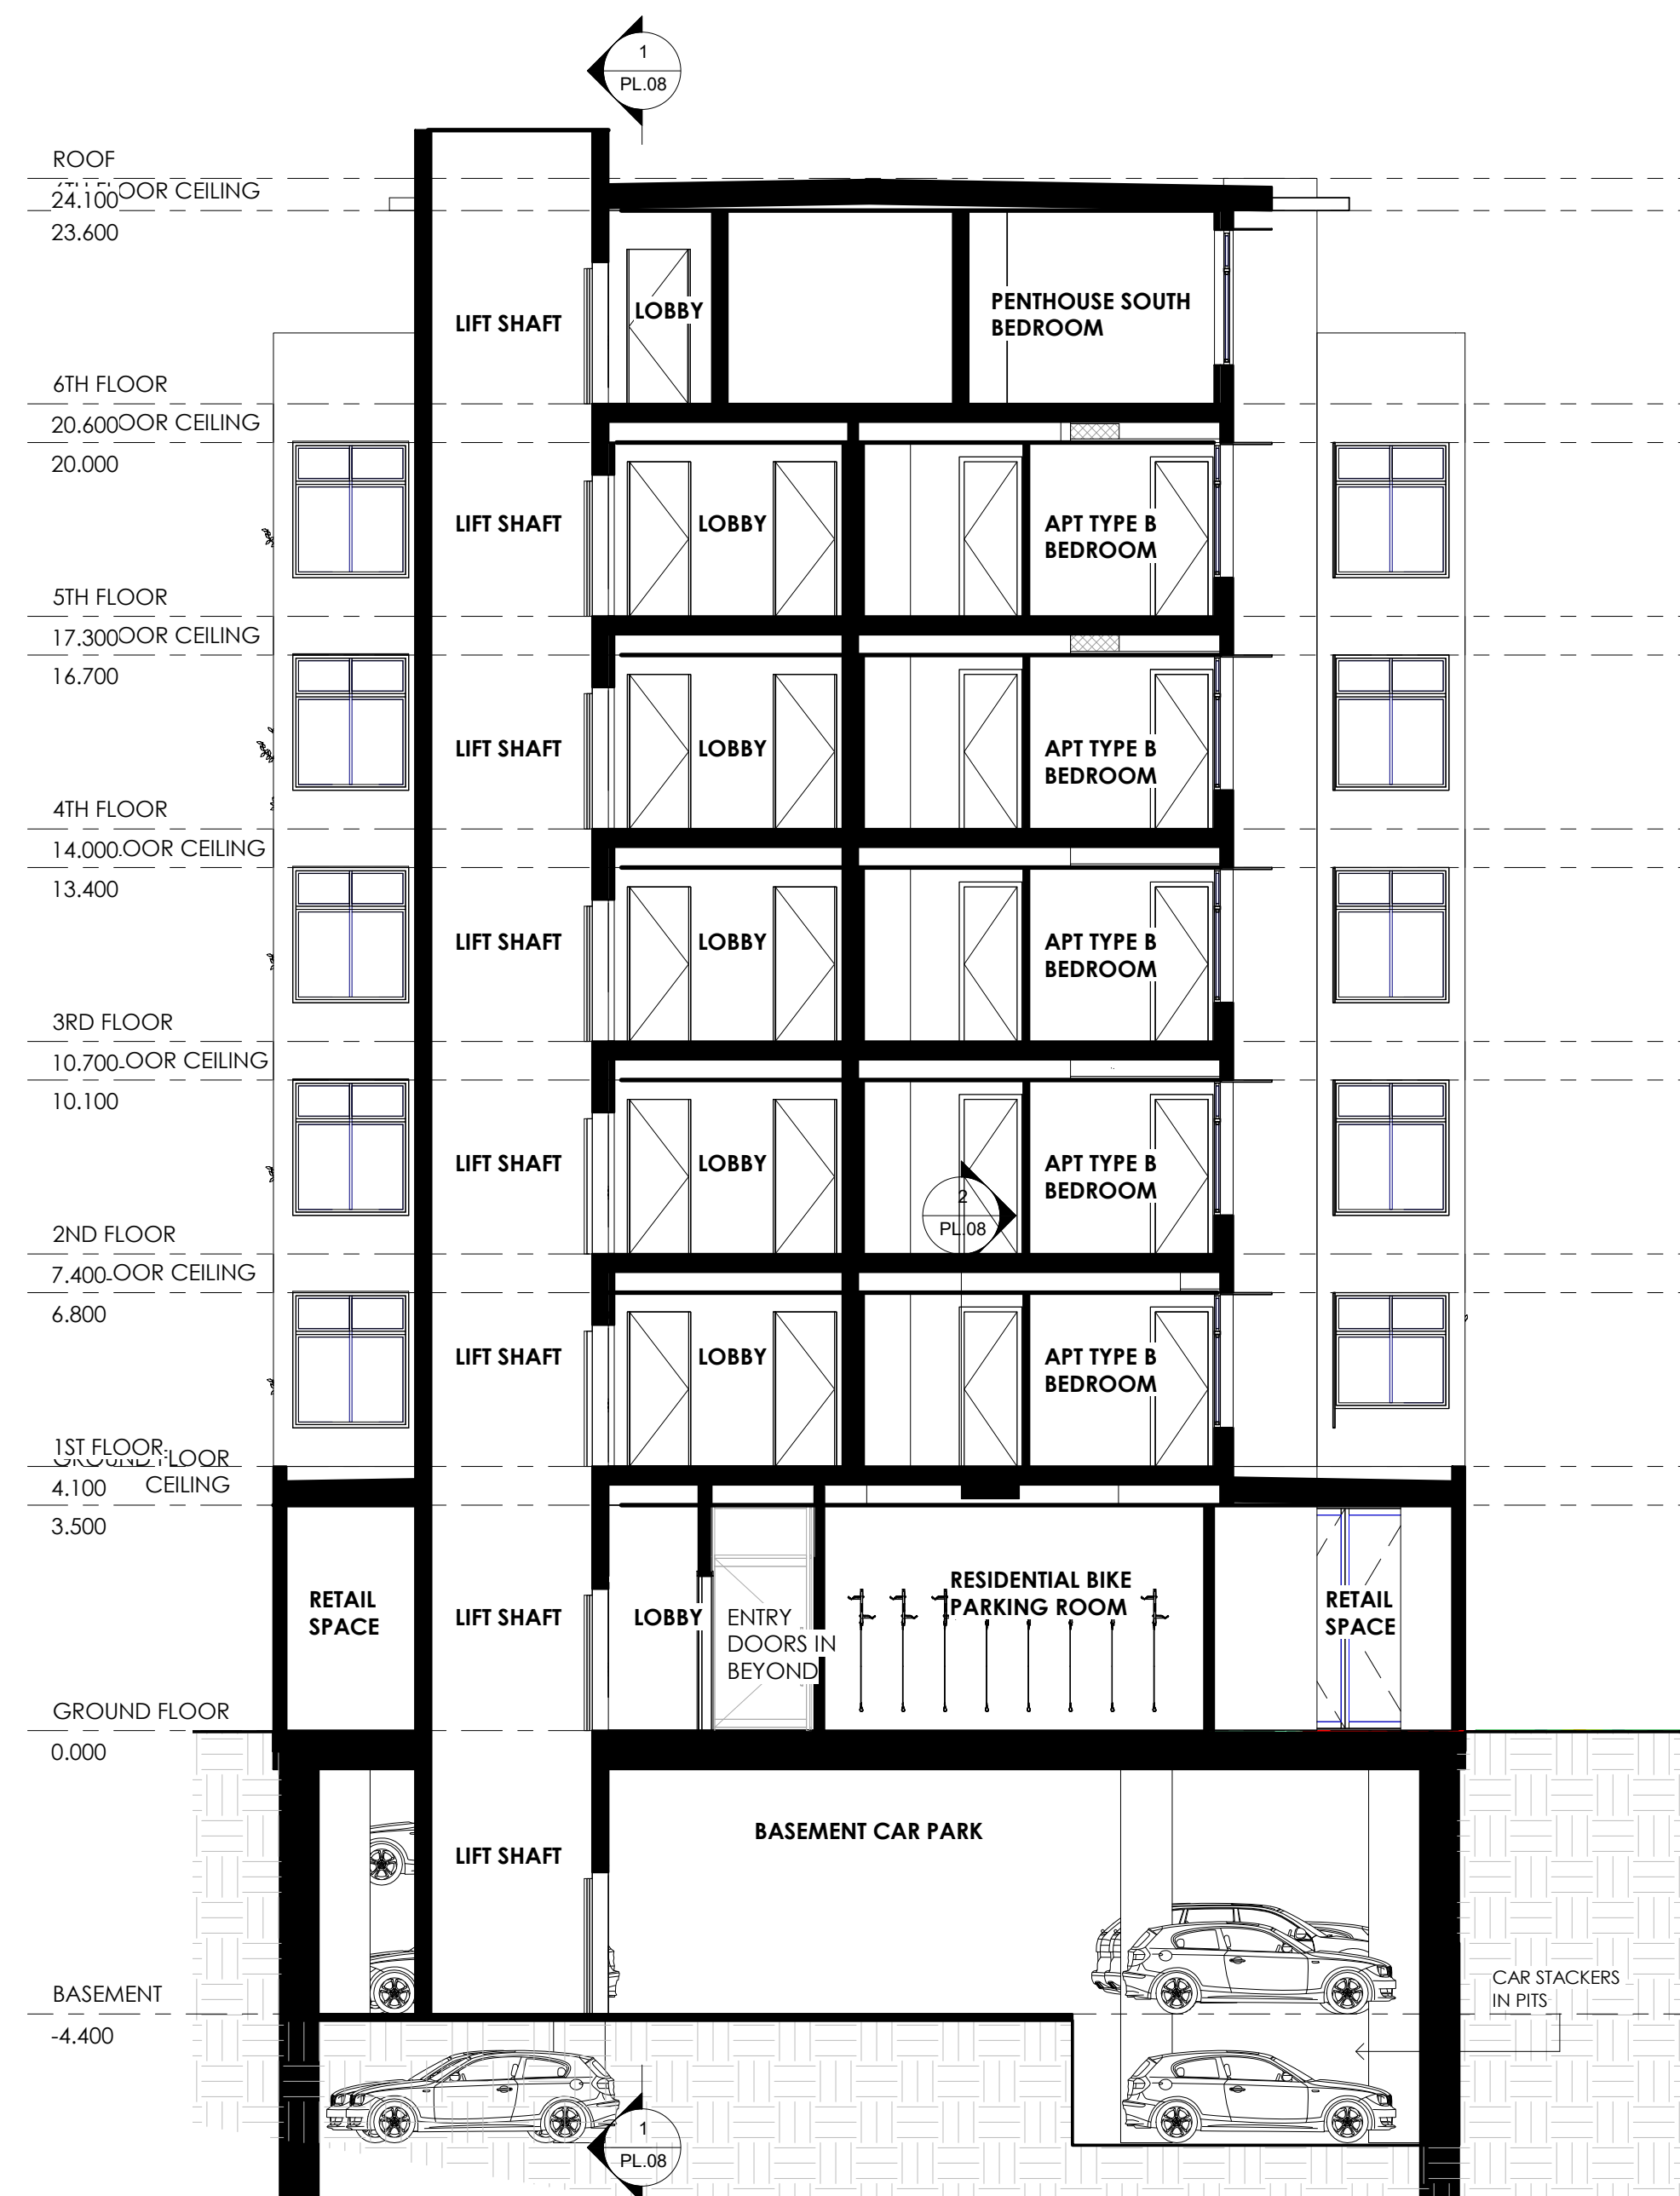 1
PL.08
ROOF
24.100 OOR CEILING
23.600
LIFT SHAFT
LOBBY
PENTHOUSE SOUTH
BEDROOM
6TH FLOOR
20.600 OOR CEILING
20.000
LIFT SHAFT
LOBBY
APT TYPE B
BEDROOM
5TH FLOOR
17.300 OOR CEILING
16.700
LIFT SHAFT
LOBBY
APT TYPE B
BEDROOM
4TH FLOOR
14.000 OOR CEILING
13.400
LIFT SHAFT
LOBBY
APT TYPE B
BEDROOM
3RD FLOOR
10.700 OOR CEILING
10.100
LIFT SHAFT
LOBBY
APT TYPE B
BEDROOM
2
PL.08
2ND FLOOR
7.400 OOR CEILING
6.800
LIFT SHAFT
LOBBY
APT TYPE B
BEDROOM
1ST FLOOR
GROUND FLOOR
CEILING
4.100
3.500
RETAIL
SPACE
LIFT SHAFT
LOBBY
ENTRY
DOORS IN
BEYOND
RESIDENTIAL BIKE
PARKING ROOM
RETAIL
SPACE
GROUND FLOOR
0.000
BASEMENT CAR PARK
LIFT SHAFT
BASEMENT
-4.400
CAR STACKERS
IN PITS
1
PL.08